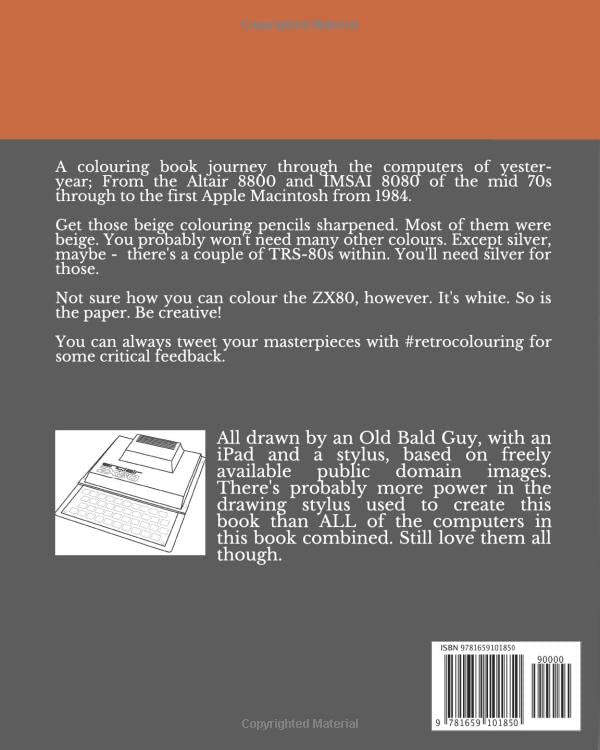 Copyrighted Material
A colouring book journey through the computers of yester-
year; From the Altair 8800 and IMSAI 8080 of the mid 70s
through to the first Apple Macintosh from 1984.
Get those beige colouring pencils sharpened. Most of them were
beige. You probably won't need many other colours. Except silver,
maybe - there's a couple of TRS-80s within. You'll need silver for
those.
Not sure how you can colour the ZX80, however. It's white. So is
the paper. Be creative!
You can always tweet your masterpieces with #retrocolouring for
some critical feedback.
All drawn by an Old Bald Guy, with an
iPad and a stylus, based on freely
available public domain images.
There's probably more power in the
drawing stylus used to create this
book than ALL of the computers in
this book combined. Still love them all
though.
ISBN 9781659101850
90000
9 781659 101850
Copyrighted Material